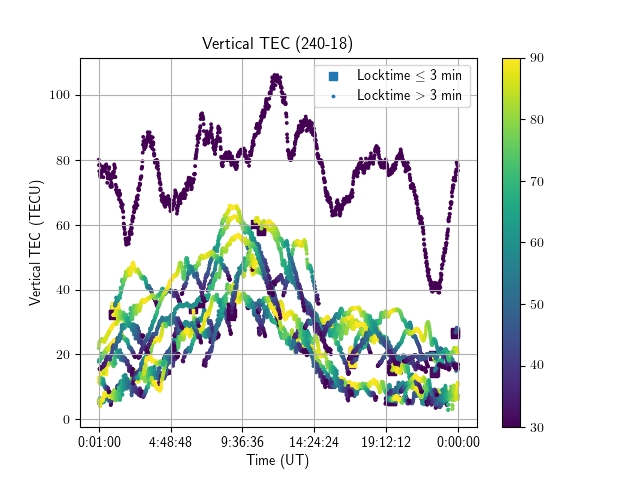 Vertical TEC (240-18)
Locktime ≤ 3 min
Locktime > 3 min
Vertical TEC (TECU)
100
80
60
40
20
0
0:01:00 4:48:48 9:36:36 14:24:24 19:12:12 0:00:00
Time (UT)
90
80
70
60
50
40
30